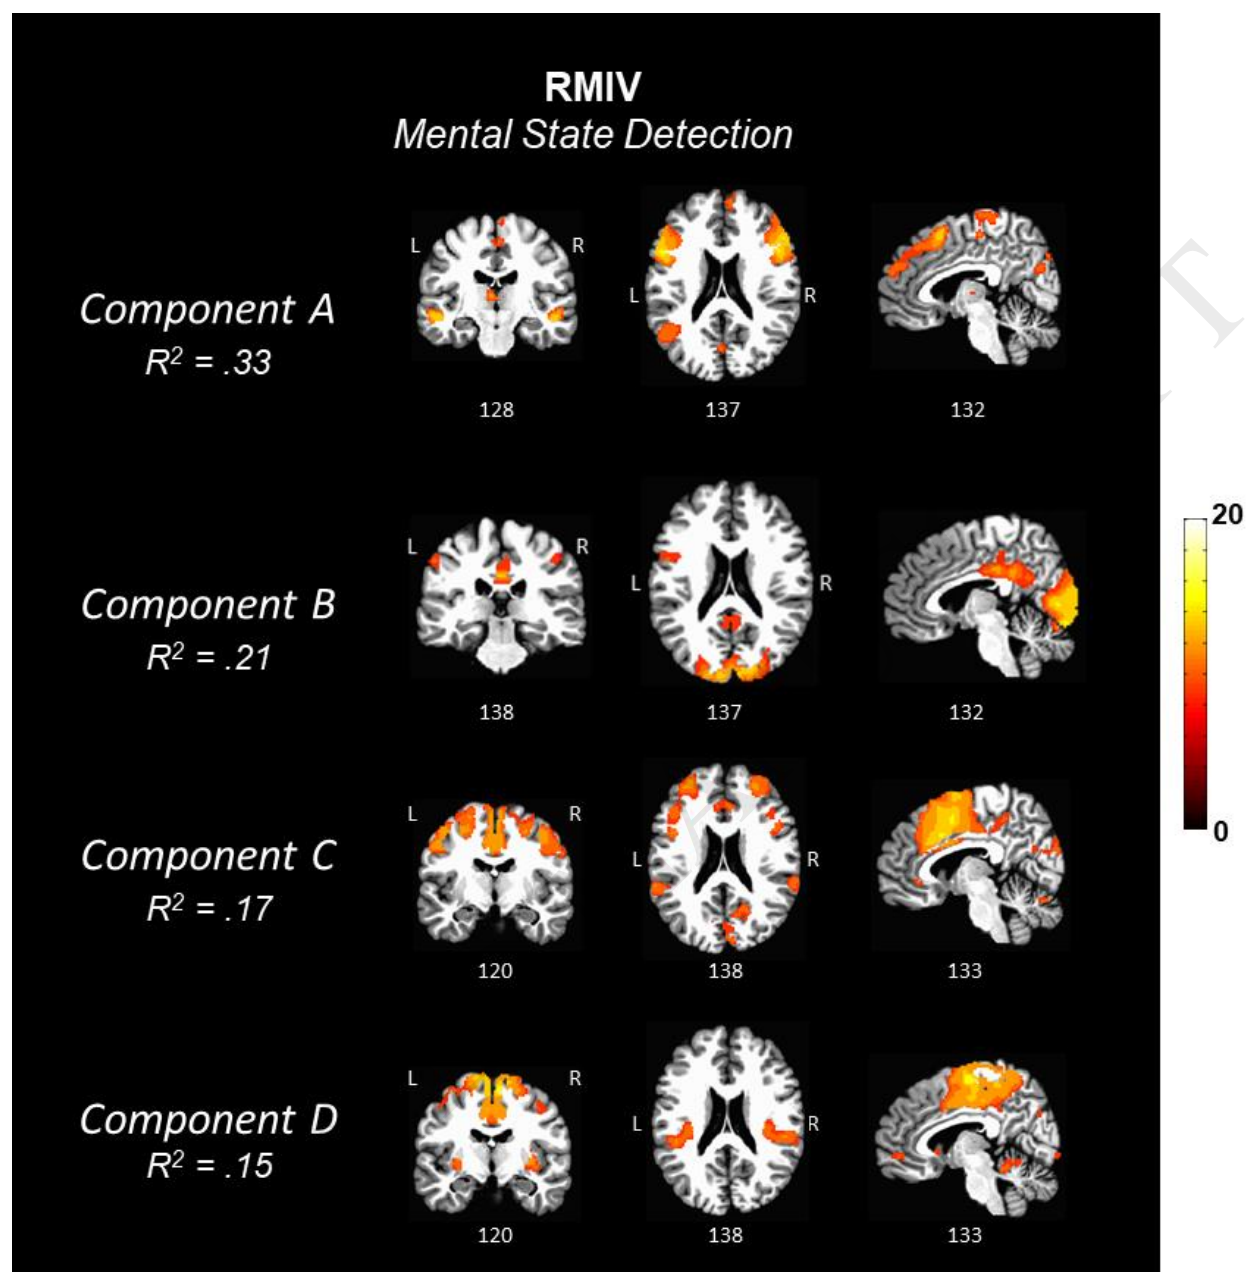 RMIV
Mental State Detection
Component A
R² = .33
L R
L R
128 137 132
Component B
R² = .21
L R
L R
138 137 132
20
0
Component C
R² = .17
L R
L R
120 138 133
Component D
R² = .15
L R
L R
120 138 133